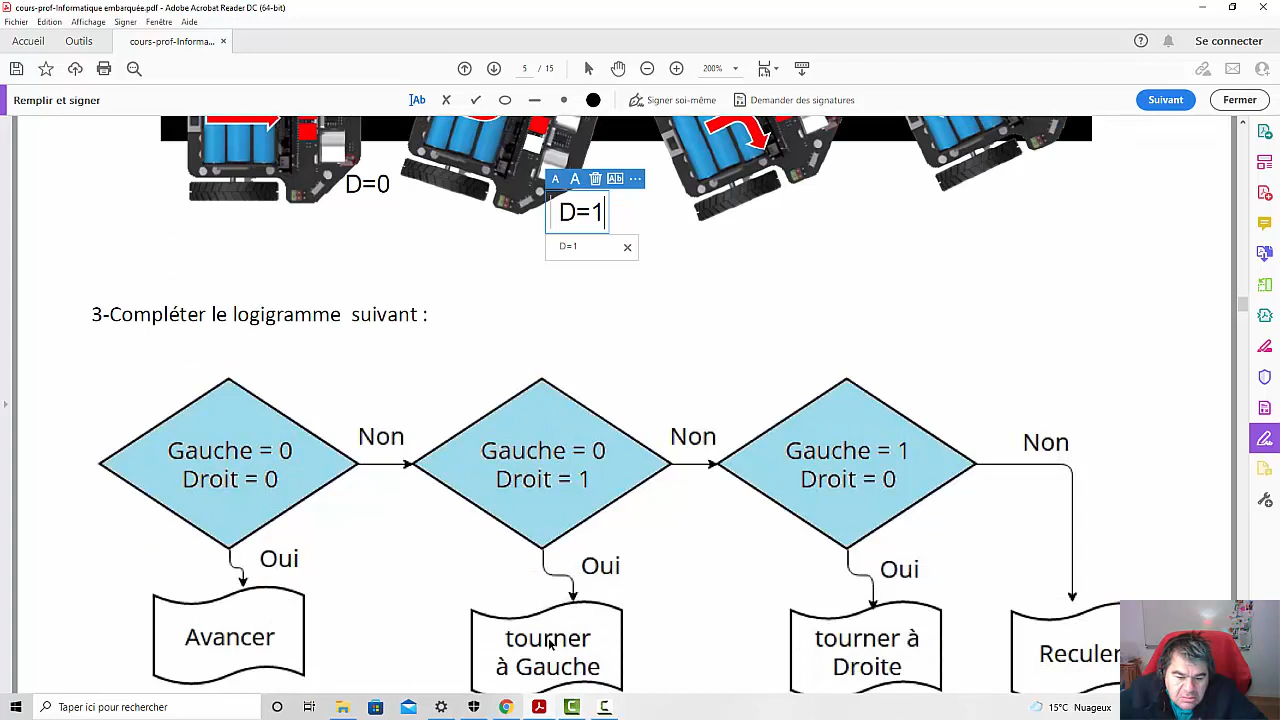 cours-prof-Informatique embarquée.pdf - Adobe Acrobat Reader DC (64-bit)
Fichier Edition Affichage Signer Fenêtre Aide
Accueil Outils cours-prof-Informa... × Se connecter
5 / 15 200%
Remplir et signer Ab Signer soi-même Demander des signatures Suivant Fermer
D=0
A A Ab ...
D=1
D=1
3-Compléter le logigramme suivant :
Gauche = 0
Droit = 0
Non
Gauche = 0
Droit = 1
Non
Gauche = 1
Droit = 0
Non
Oui
Oui
Oui
Avancer
tourner
à Gauche
tourner à
Droite
Reculer
Taper ici pour rechercher
15°C Nuageux